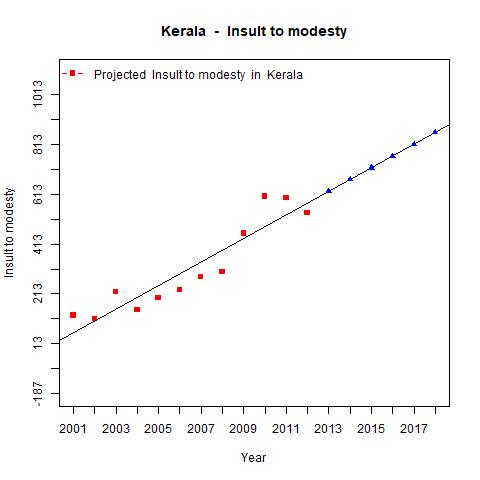 Kerala - Insult to modesty
Projected Insult to modesty in Kerala
Insult to modesty
1013
813
613
413
213
13
-187
2001 2003 2005 2007 2009 2011 2013 2015 2017
Year